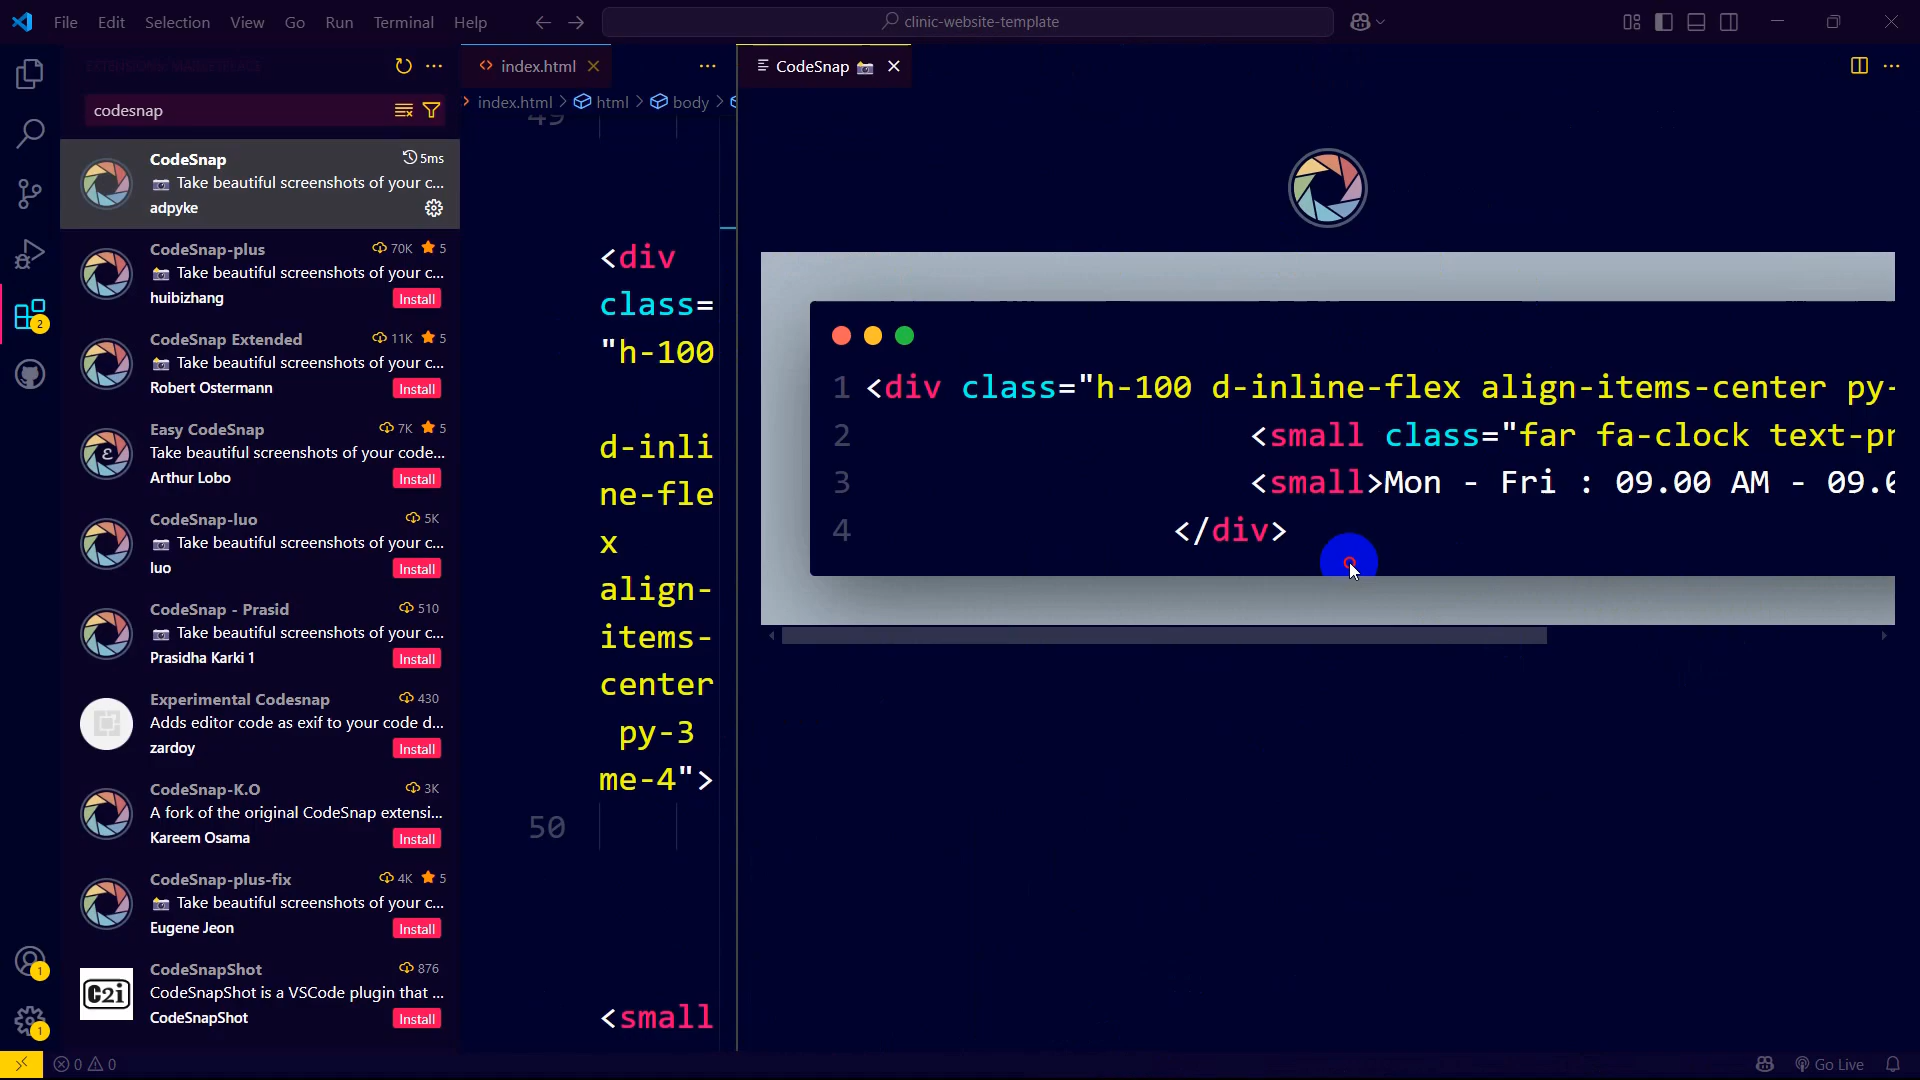 File Edit Selection View Go Run Terminal Help
clinic-website-template
codesnap
CodeSnap
5ms
Take beautiful screenshots of your c...
adpyke
CodeSnap-plus
70K
5
Take beautiful screenshots of your c...
huibizhang
Install
CodeSnap Extended
11K
5
Take beautiful screenshots of your c...
Robert Ostermann
Install
Easy CodeSnap
7K
5
Take beautiful screenshots of your code...
Arthur Lobo
Install
CodeSnap-luo
5K
Take beautiful screenshots of your c...
luo
Install
CodeSnap - Prasid
510
Take beautiful screenshots of your c...
Prasidha Karki 1
Install
Experimental Codesnap
430
Adds editor code as exif to your code d...
zardoy
Install
CodeSnap-K.O
3K
A fork of the original CodeSnap extensi...
Kareem Osama
Install
CodeSnap-plus-fix
4K
5
Take beautiful screenshots of your c...
Eugene Jeon
Install
C2i
CodeSnapShot
876
CodeSnapShot is a VSCode plugin that ...
CodeSnapShot
Install
2
1
1
index.html
index.html > html > body >
49
<div
class=
"h-100
d-inli
ne-fle
x
align-
items-
center
py-3
me-4">
50
<small
CodeSnap
1 <div class="h-100 d-inline-flex align-items-center py-
2 <small class="far fa-clock text-pr
3 <small>Mon - Fri : 09.00 AM - 09.0
4 </div>
0 0
Go Live